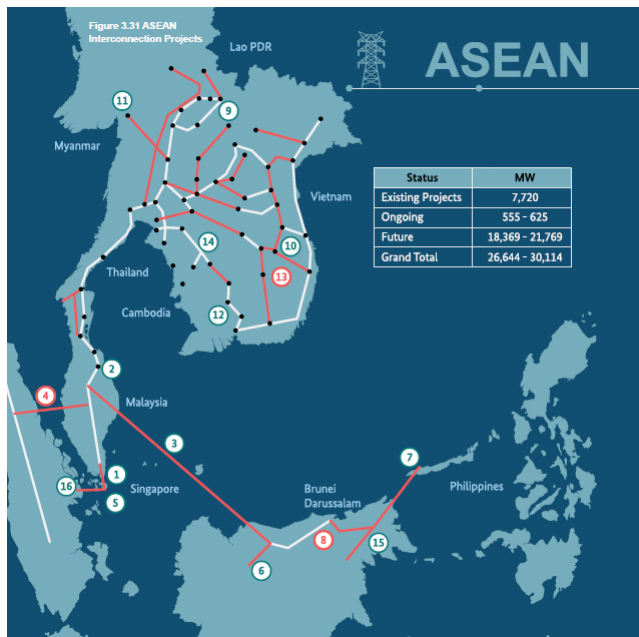 Figure 3.31 ASEAN
Interconnection Projects
ASEAN
Lao PDR
11
9
Myanmar
Status MW
Existing Projects 7,720
Ongoing 555 - 625
Future 18,369 - 21,769
Grand Total 26,644 - 30,114
Vietnam
14
10
Thailand
13
Cambodia
12
2
4
Malaysia
3
7
1
16
Singapore
5
Brunei
Darussalam
Philippines
8
15
6